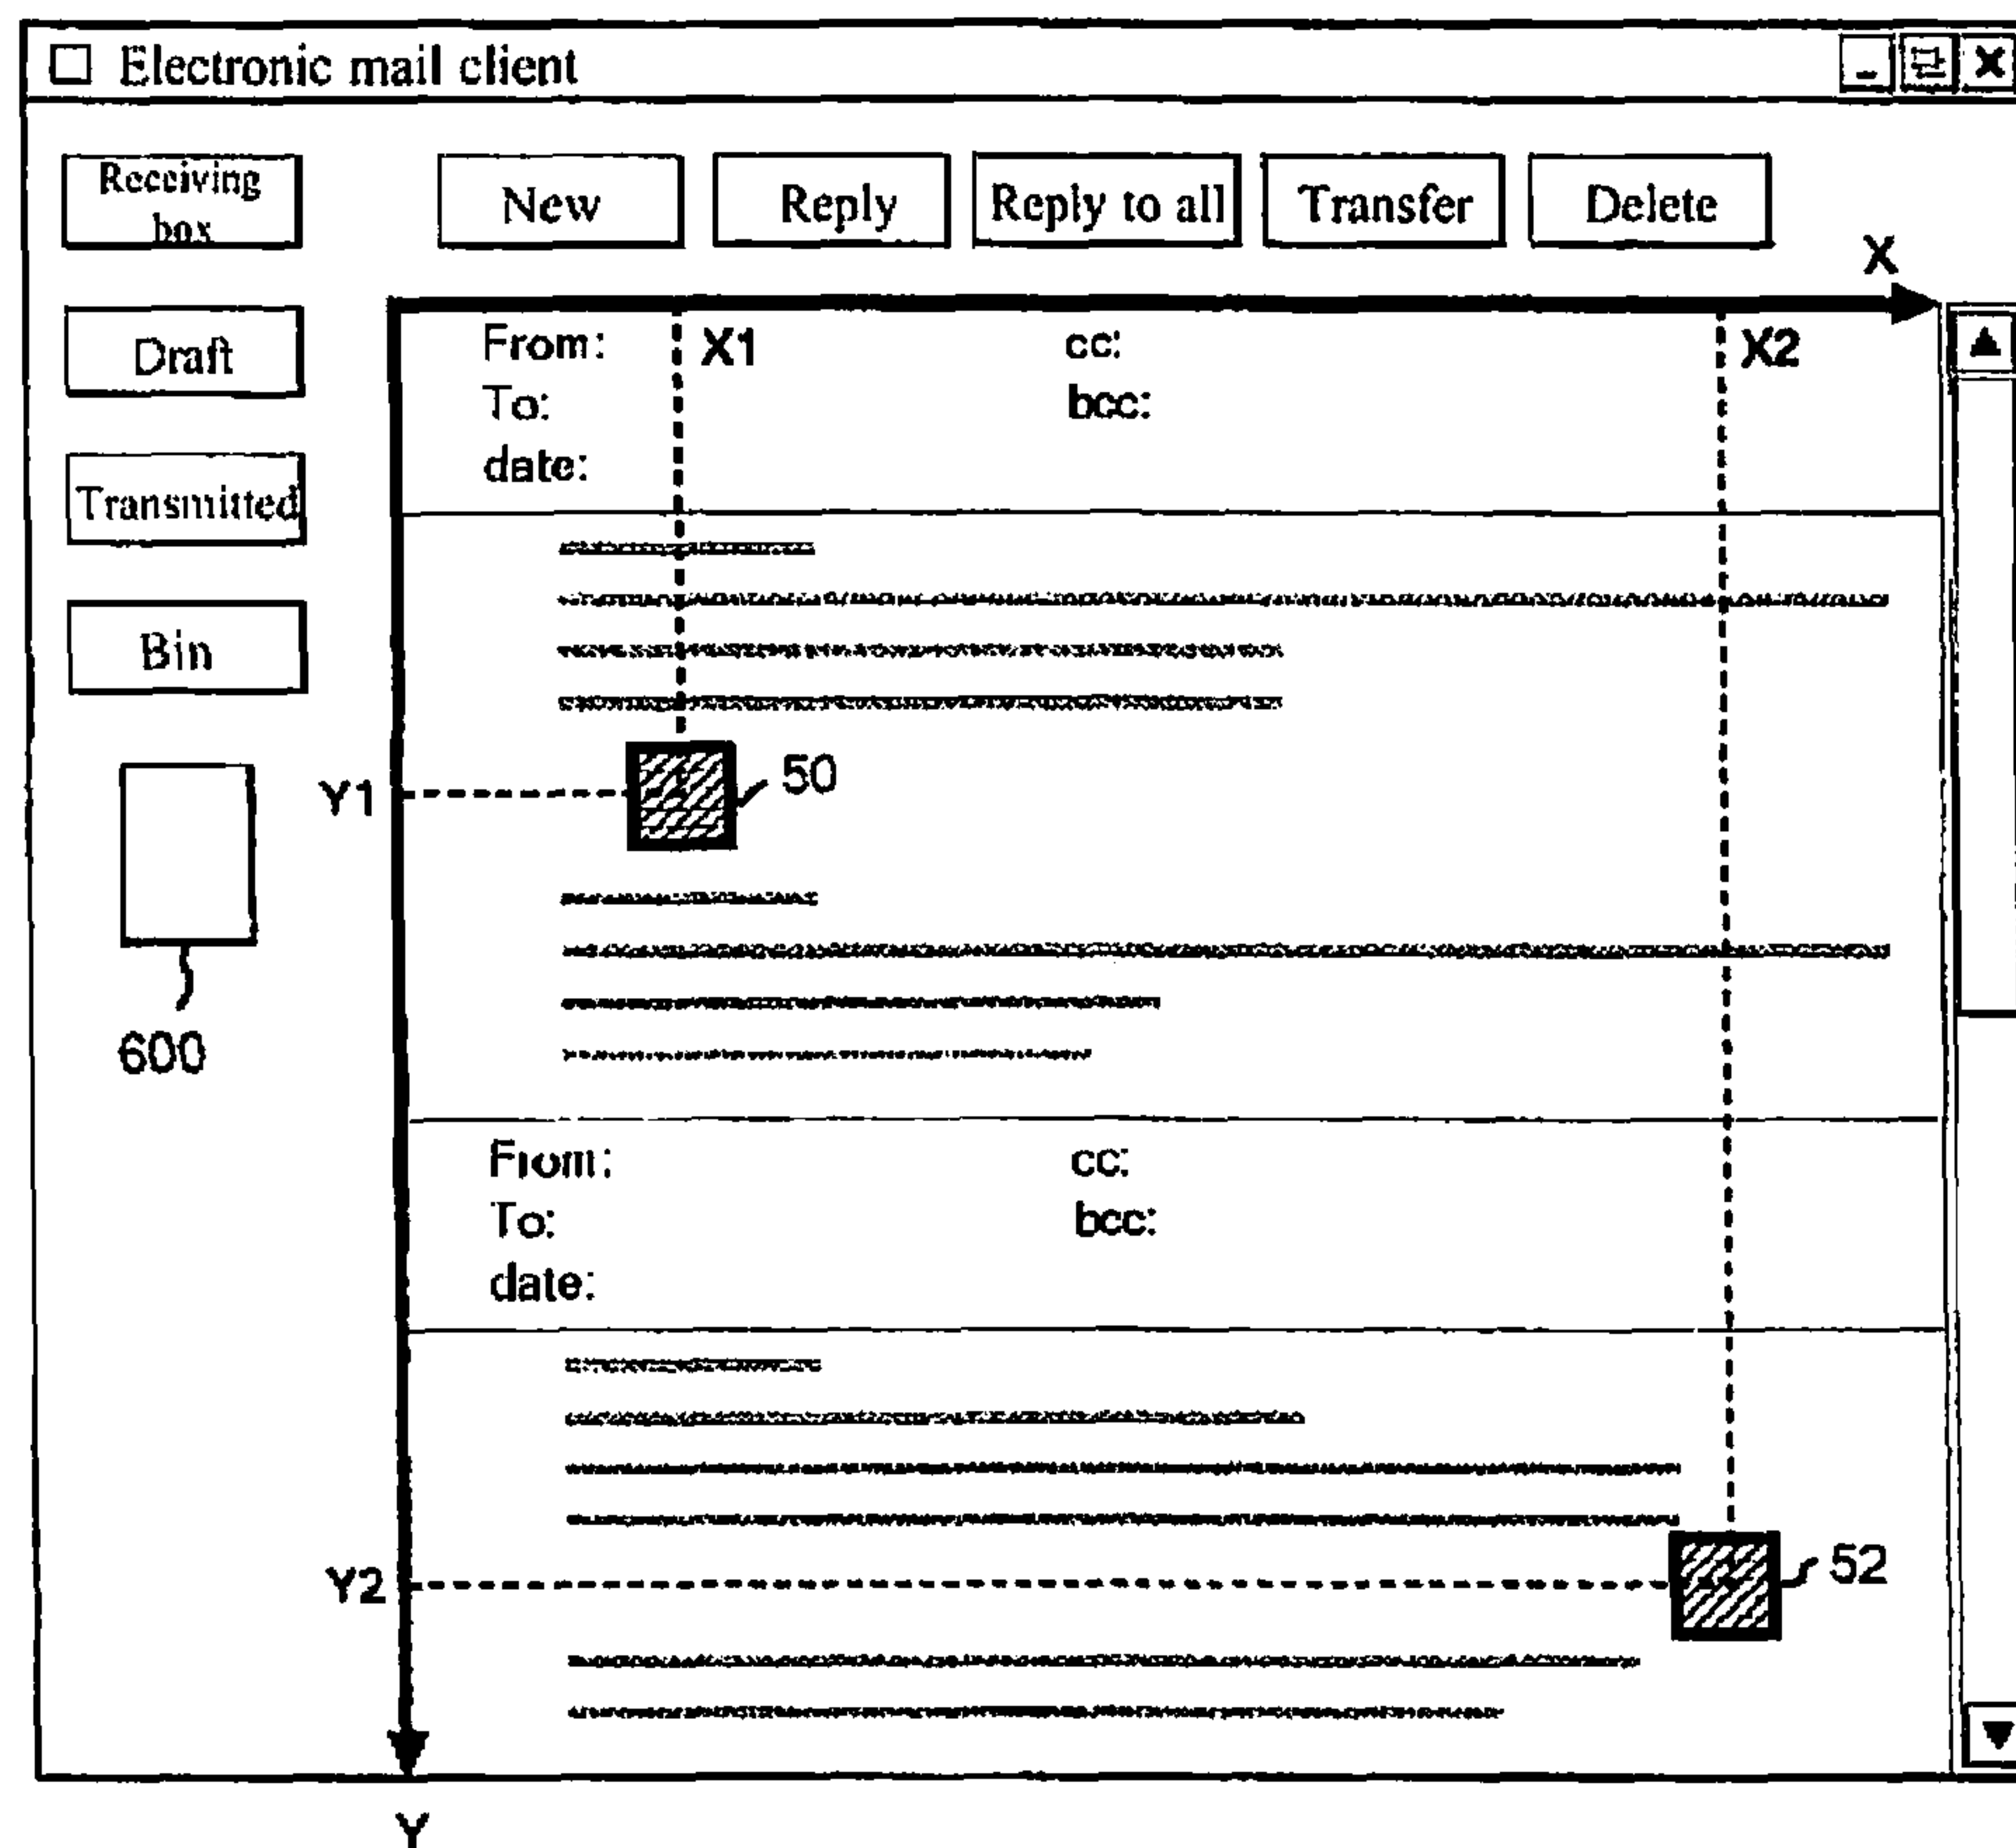 Electronic mail client
Receiving
box
New
Reply
Reply to all
Transfer
Delete
X
Draft
From:
X1
cc:
X2
To:
bcc:
date:
Transmitted
Bin
Y1
50
600
From:
cc:
To:
bcc:
date:
Y2
52
Y